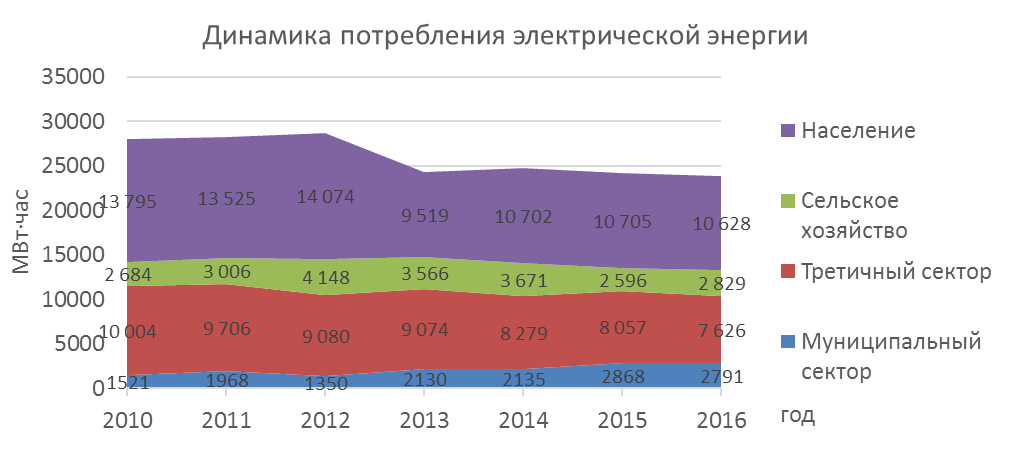 Динамика потребления электрической энергии
МВт·час
35000
30000
25000
20000
15000
10000
5000
0
13 795 13 525 14 074 9 519 10 702 10 705 10 628
2 684 3 006 4 148 3 566 3 671 2 596 2 829
10 004 9 706 9 080 9 074 8 279 8 057 7 626
1521 1968 1350 2130 2135 2868 2791
2010 2011 2012 2013 2014 2015 2016
Население
Сельское
хозяйство
Третичный сектор
Муниципальный
сектор
год